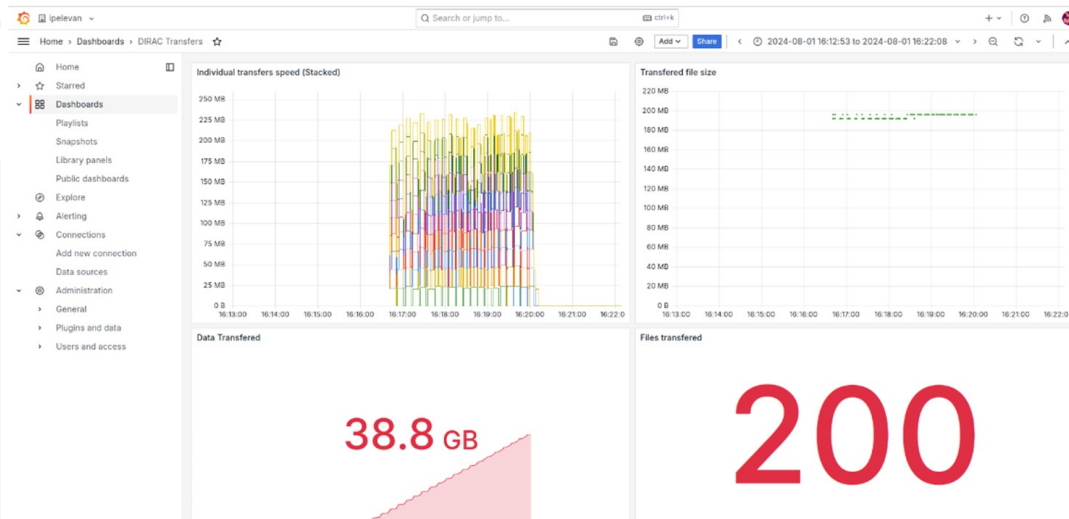 ipelevan
Search or jump to...
ctrl+k
Home > Dashboards > DIRAC Transfers
Add
Share
2024-08-01 16:12:53 to 2024-08-01 16:22:08
Home
Starred
Dashboards
Playlists
Snapshots
Library panels
Public dashboards
Explore
Alerting
Connections
Add new connection
Data sources
Administration
General
Plugins and data
Users and access
Individual transfers speed (Stacked)
250 MB
225 MB
200 MB
175 MB
150 MB
125 MB
100 MB
75 MB
50 MB
25 MB
0 B
16:13:00 16:14:00 16:15:00 16:16:00 16:17:00 16:18:00 16:19:00 16:20:00 16:21:00 16:22:0
Transfered file size
220 MB
200 MB
180 MB
160 MB
140 MB
120 MB
100 MB
80 MB
60 MB
40 MB
20 MB
0 B
16:13:00 16:14:00 16:15:00 16:16:00 16:17:00 16:18:00 16:19:00 16:20:00 16:21:00 16:22:0
Data Transfered
38.8 GB
Files transfered
200